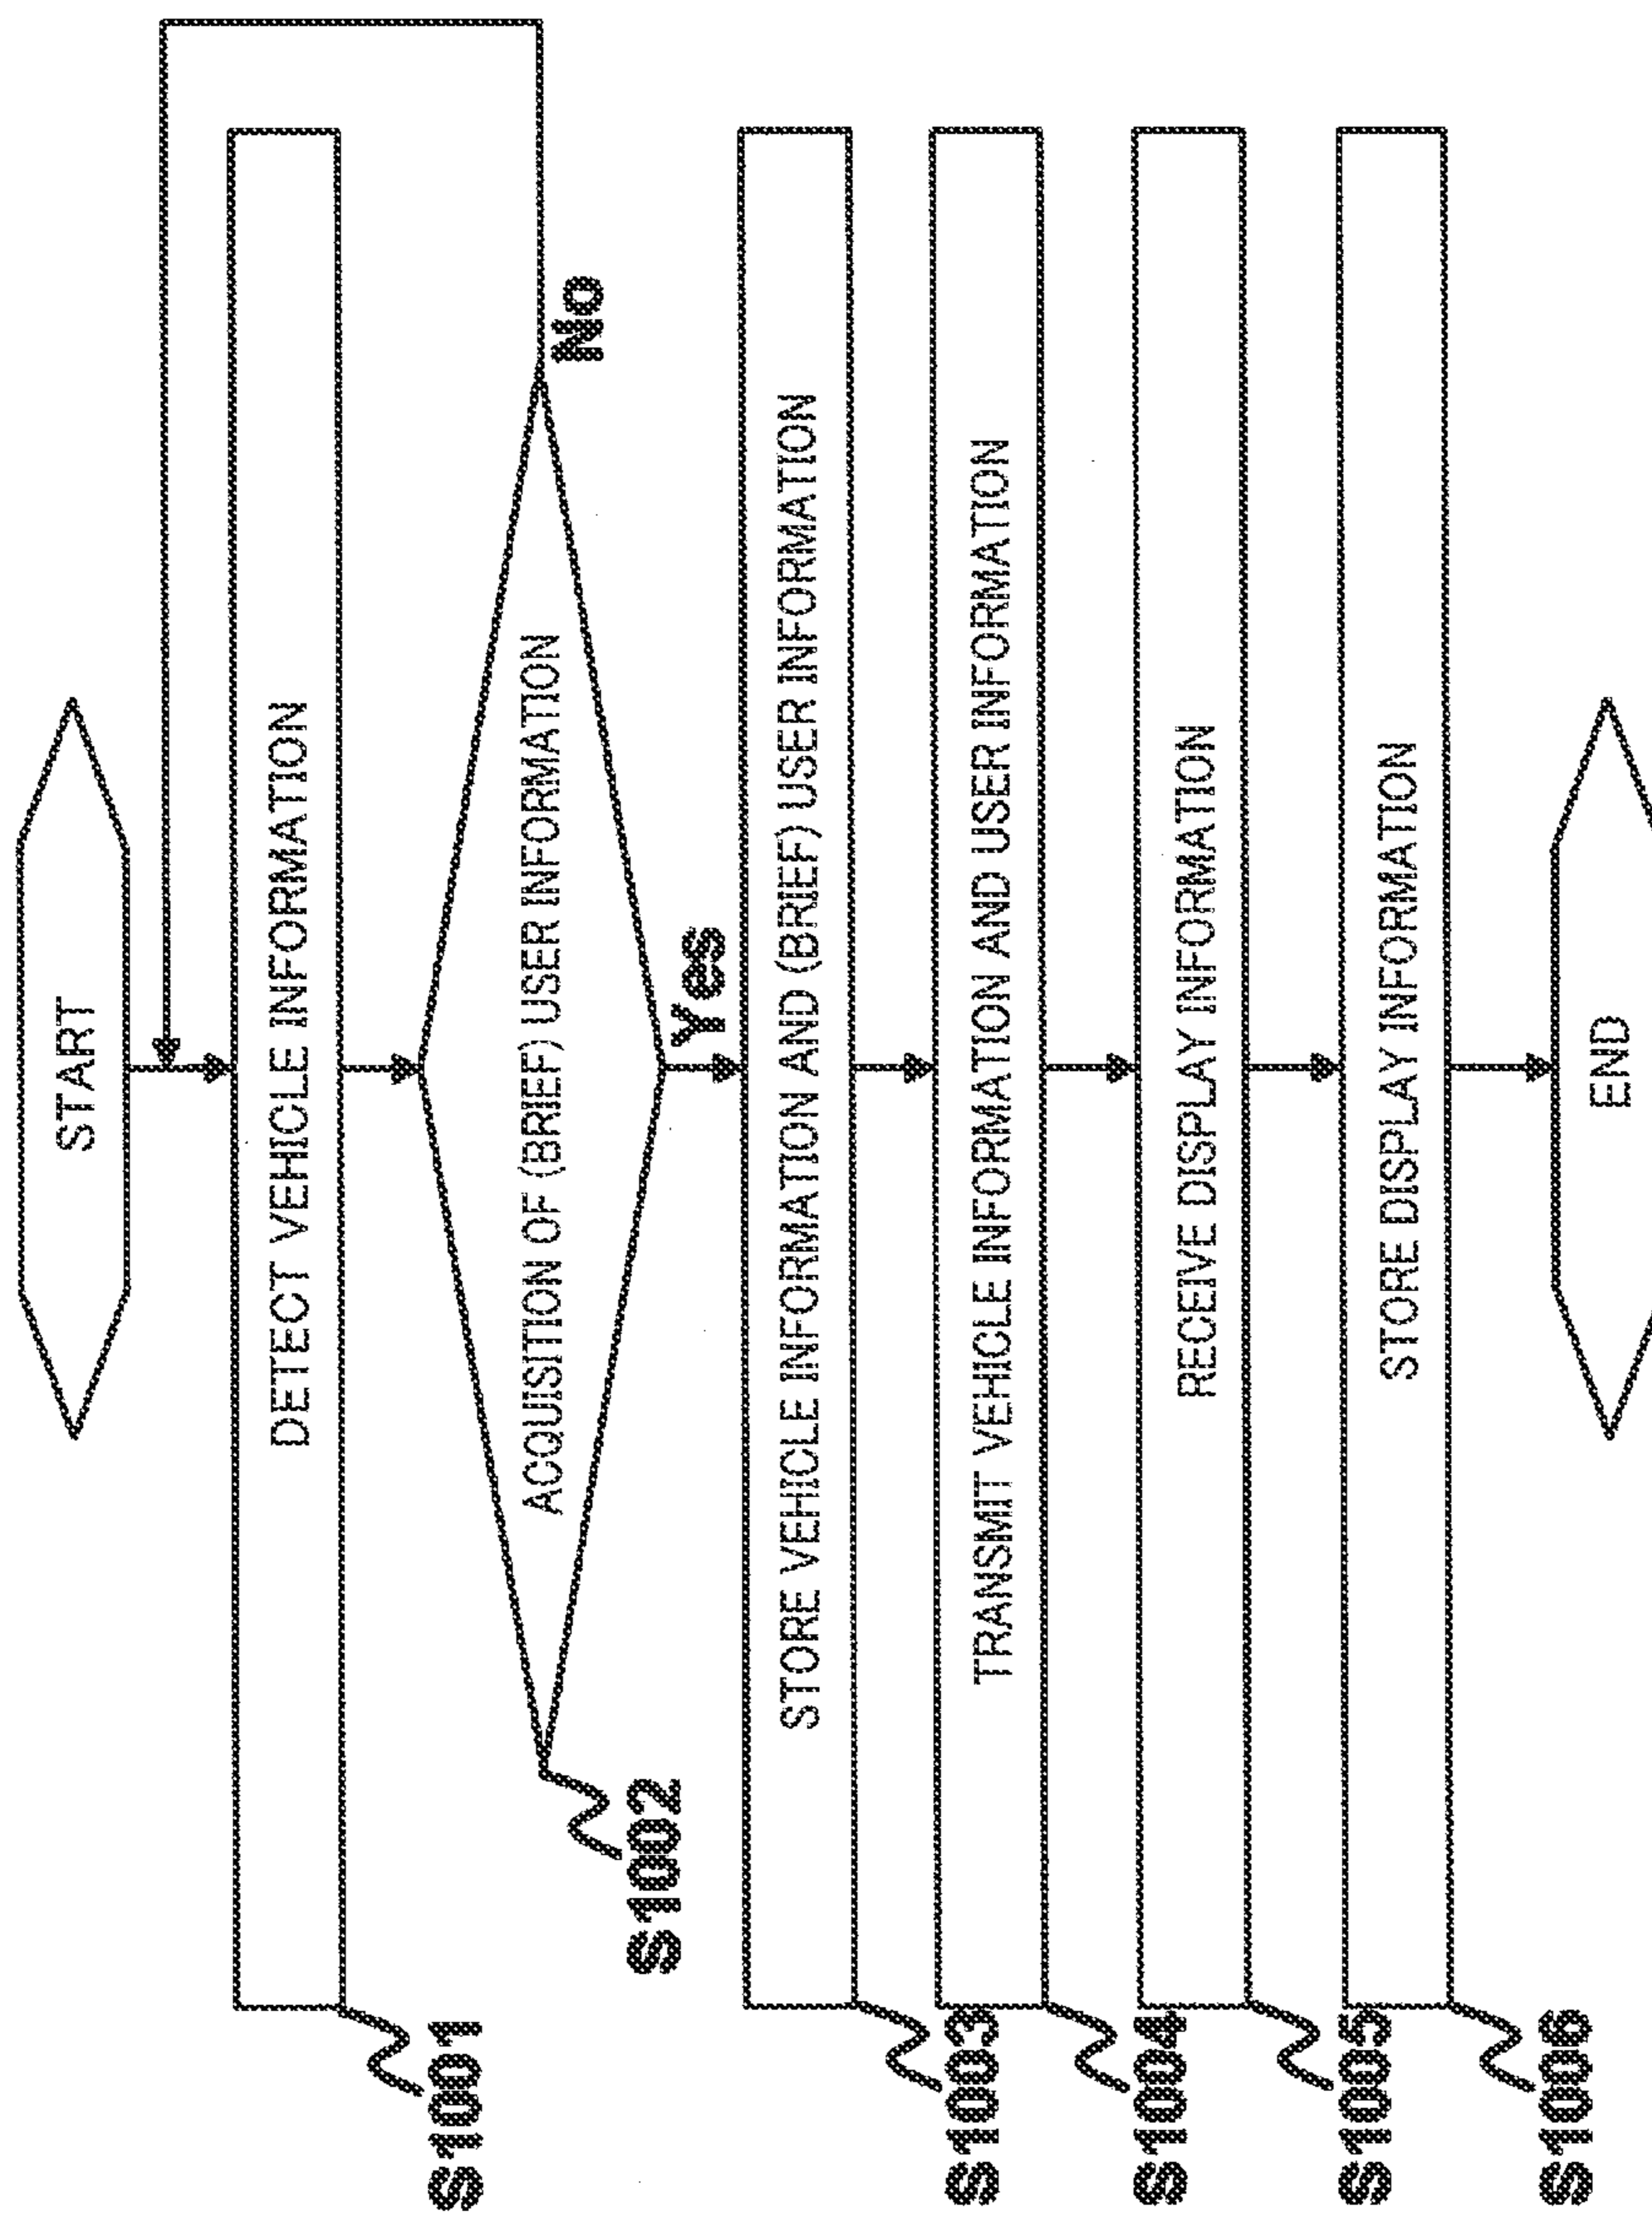 START
DETECT VEHICLE INFORMATION
S1001
ACQUISITION OF (BRIEF) USER INFORMATION
No
S1002
Yes
STORE VEHICLE INFORMATION AND (BRIEF) USER INFORMATION
S1003
TRANSMIT VEHICLE INFORMATION AND USER INFORMATION
S1004
RECEIVE DISPLAY INFORMATION
S1005
STORE DISPLAY INFORMATION
S1006
END